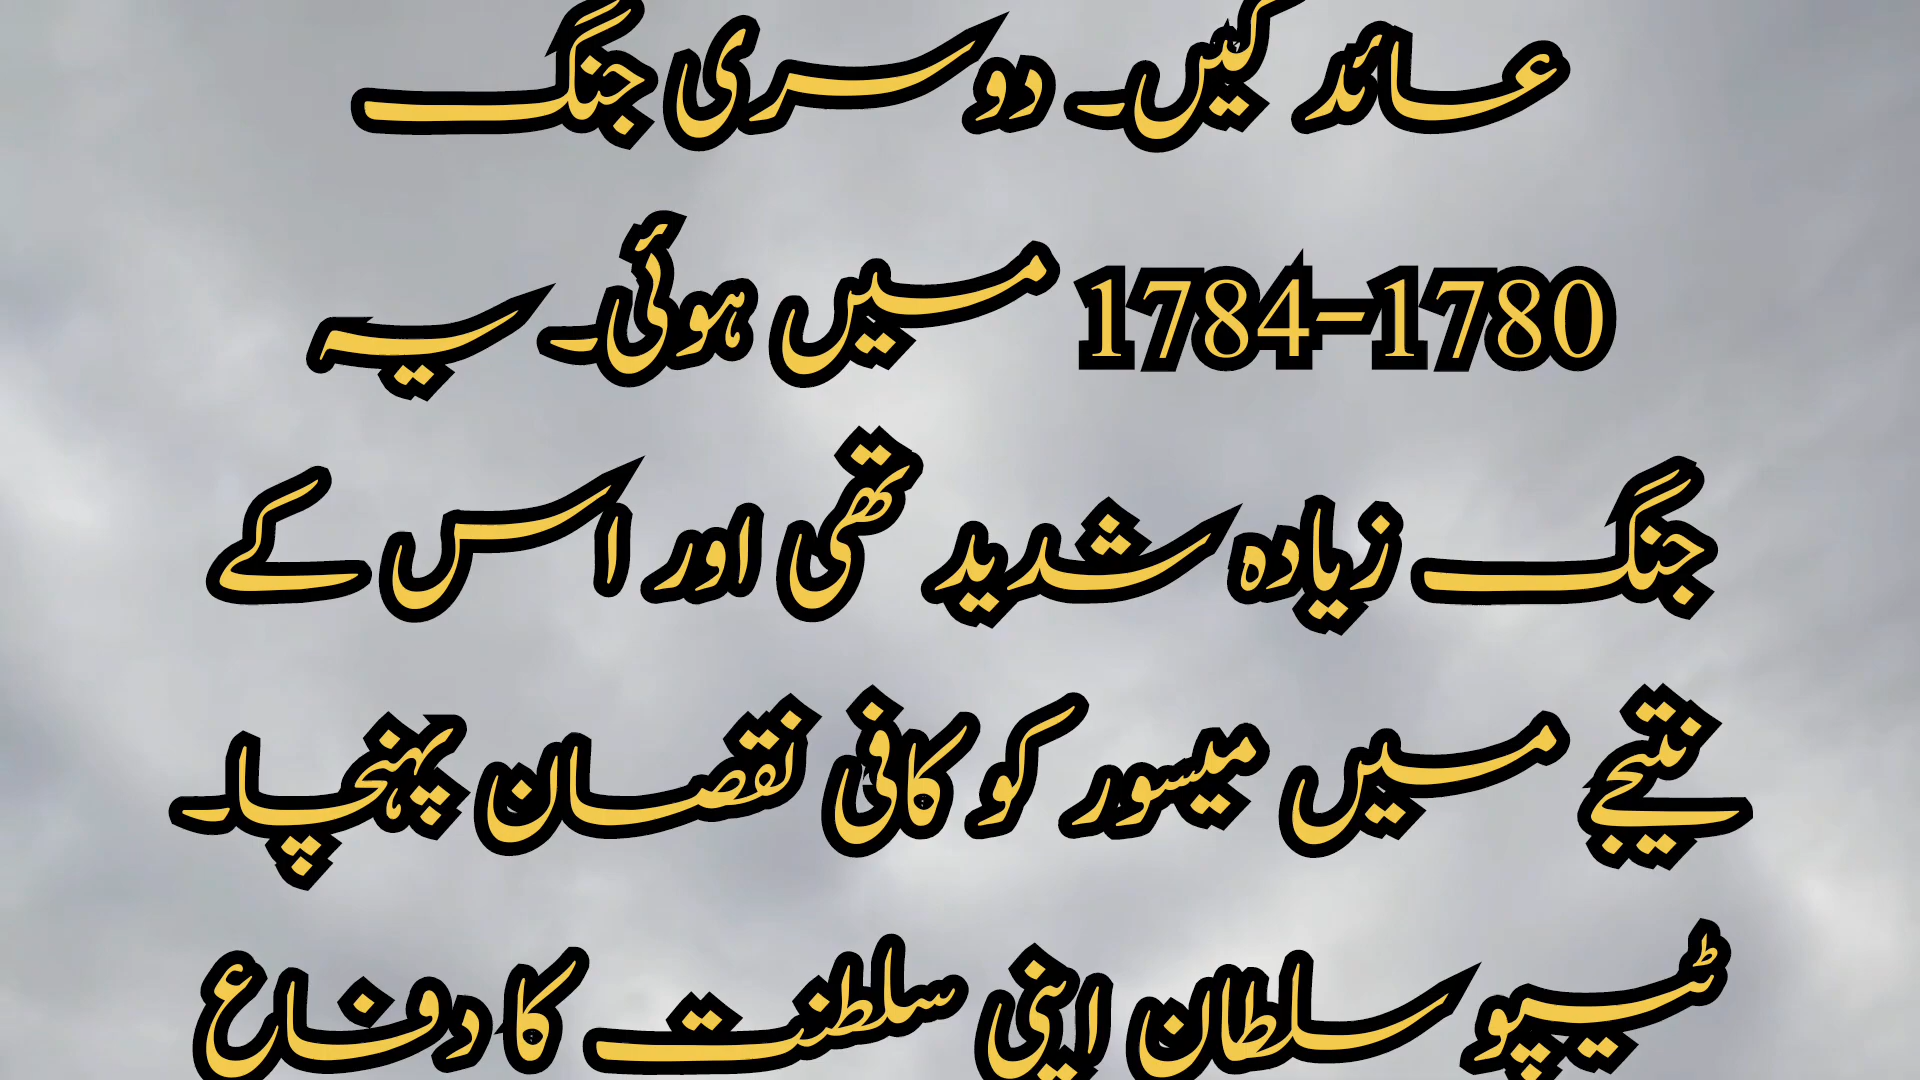 عائد کیں۔ دوسری جنگ
1780-1784 میں ہوئی۔ یہ
جنگ زیادہ شدید تھی اور اس کے
نتیجے میں میسور کو کافی نقصان پہنچا۔
ٹیپو سلطان اپنی سلطنت کا دفاع